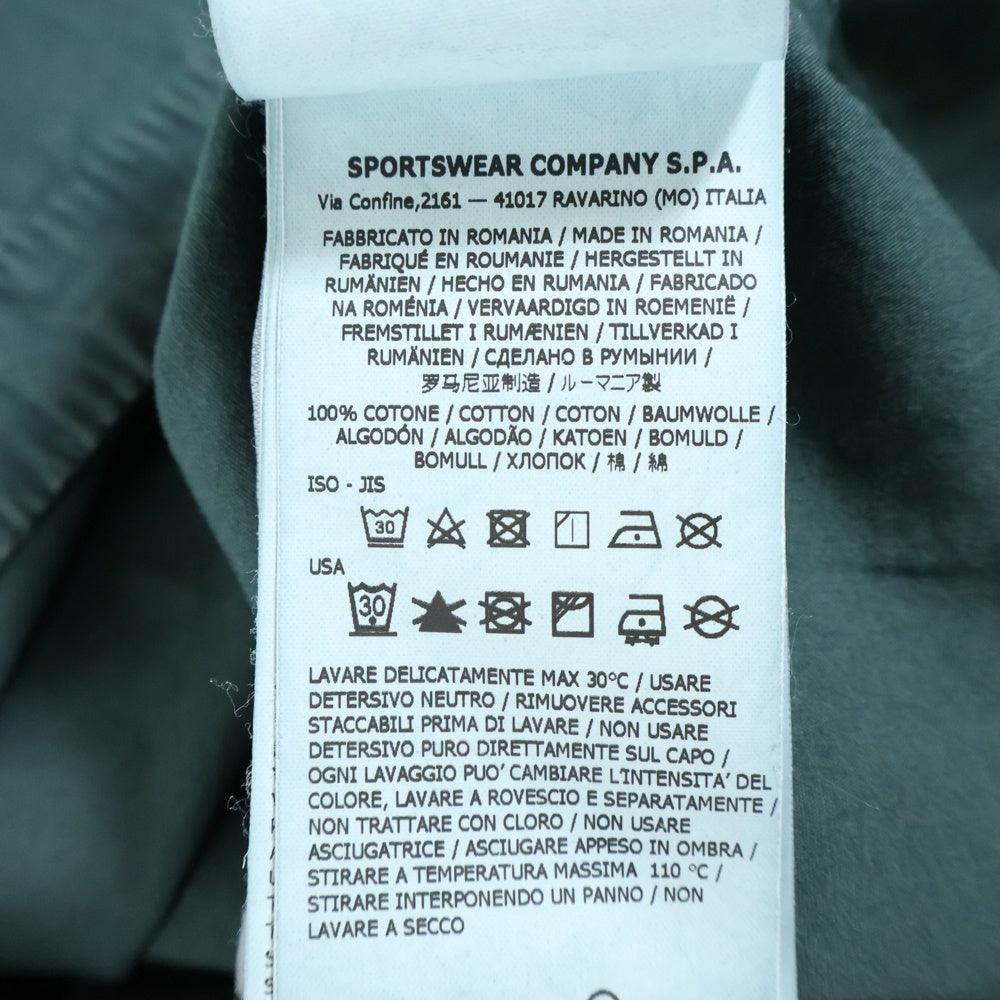 SPORTSWEAR COMPANY S.P.A.
Via Confine,2161 — 41017 RAVARINO (MO) ITALIA
FABBRICATO IN ROMANIA / MADE IN ROMANIA /
FABRIQUÉ EN ROUMANIE / HERGESTELLT IN
RUMÄNIEN / HECHO EN RUMANIA / FABRICADO
NA ROMÉNIA / VERVAARDIGD IN ROEMENIË /
FREMSTILLET I RUMÆNIEN / TILLVERKAD I
RUMÄNIEN / СДЕЛАНО В РУМЫНИИ /
罗马尼亚制造 / ルーマニア製
100% COTONE / COTTON / COTON / BAUMWOLLE /
ALGODÓN / ALGODÃO / KATOEN / BOMULD /
BOMULL / ХЛОПОК / 棉 / 綿
ISO - JIS
30
USA
30
LAVARE DELICATAMENTE MAX 30°C / USARE
DETERSIVO NEUTRO / RIMUOVERE ACCESSORI
STACCABILI PRIMA DI LAVARE / NON USARE
DETERSIVO PURO DIRETTAMENTE SUL CAPO /
OGNI LAVAGGIO PUO' CAMBIARE L'INTENSITA' DEL
COLORE, LAVARE A ROVESCIO E SEPARATAMENTE /
NON TRATTARE CON CLORO / NON USARE
ASCIUGATRICE / ASCIUGARE APPESO IN OMBRA /
STIRARE A TEMPERATURA MASSIMA 110 °C /
STIRARE INTERPONENDO UN PANNO / NON
LAVARE A SECCO